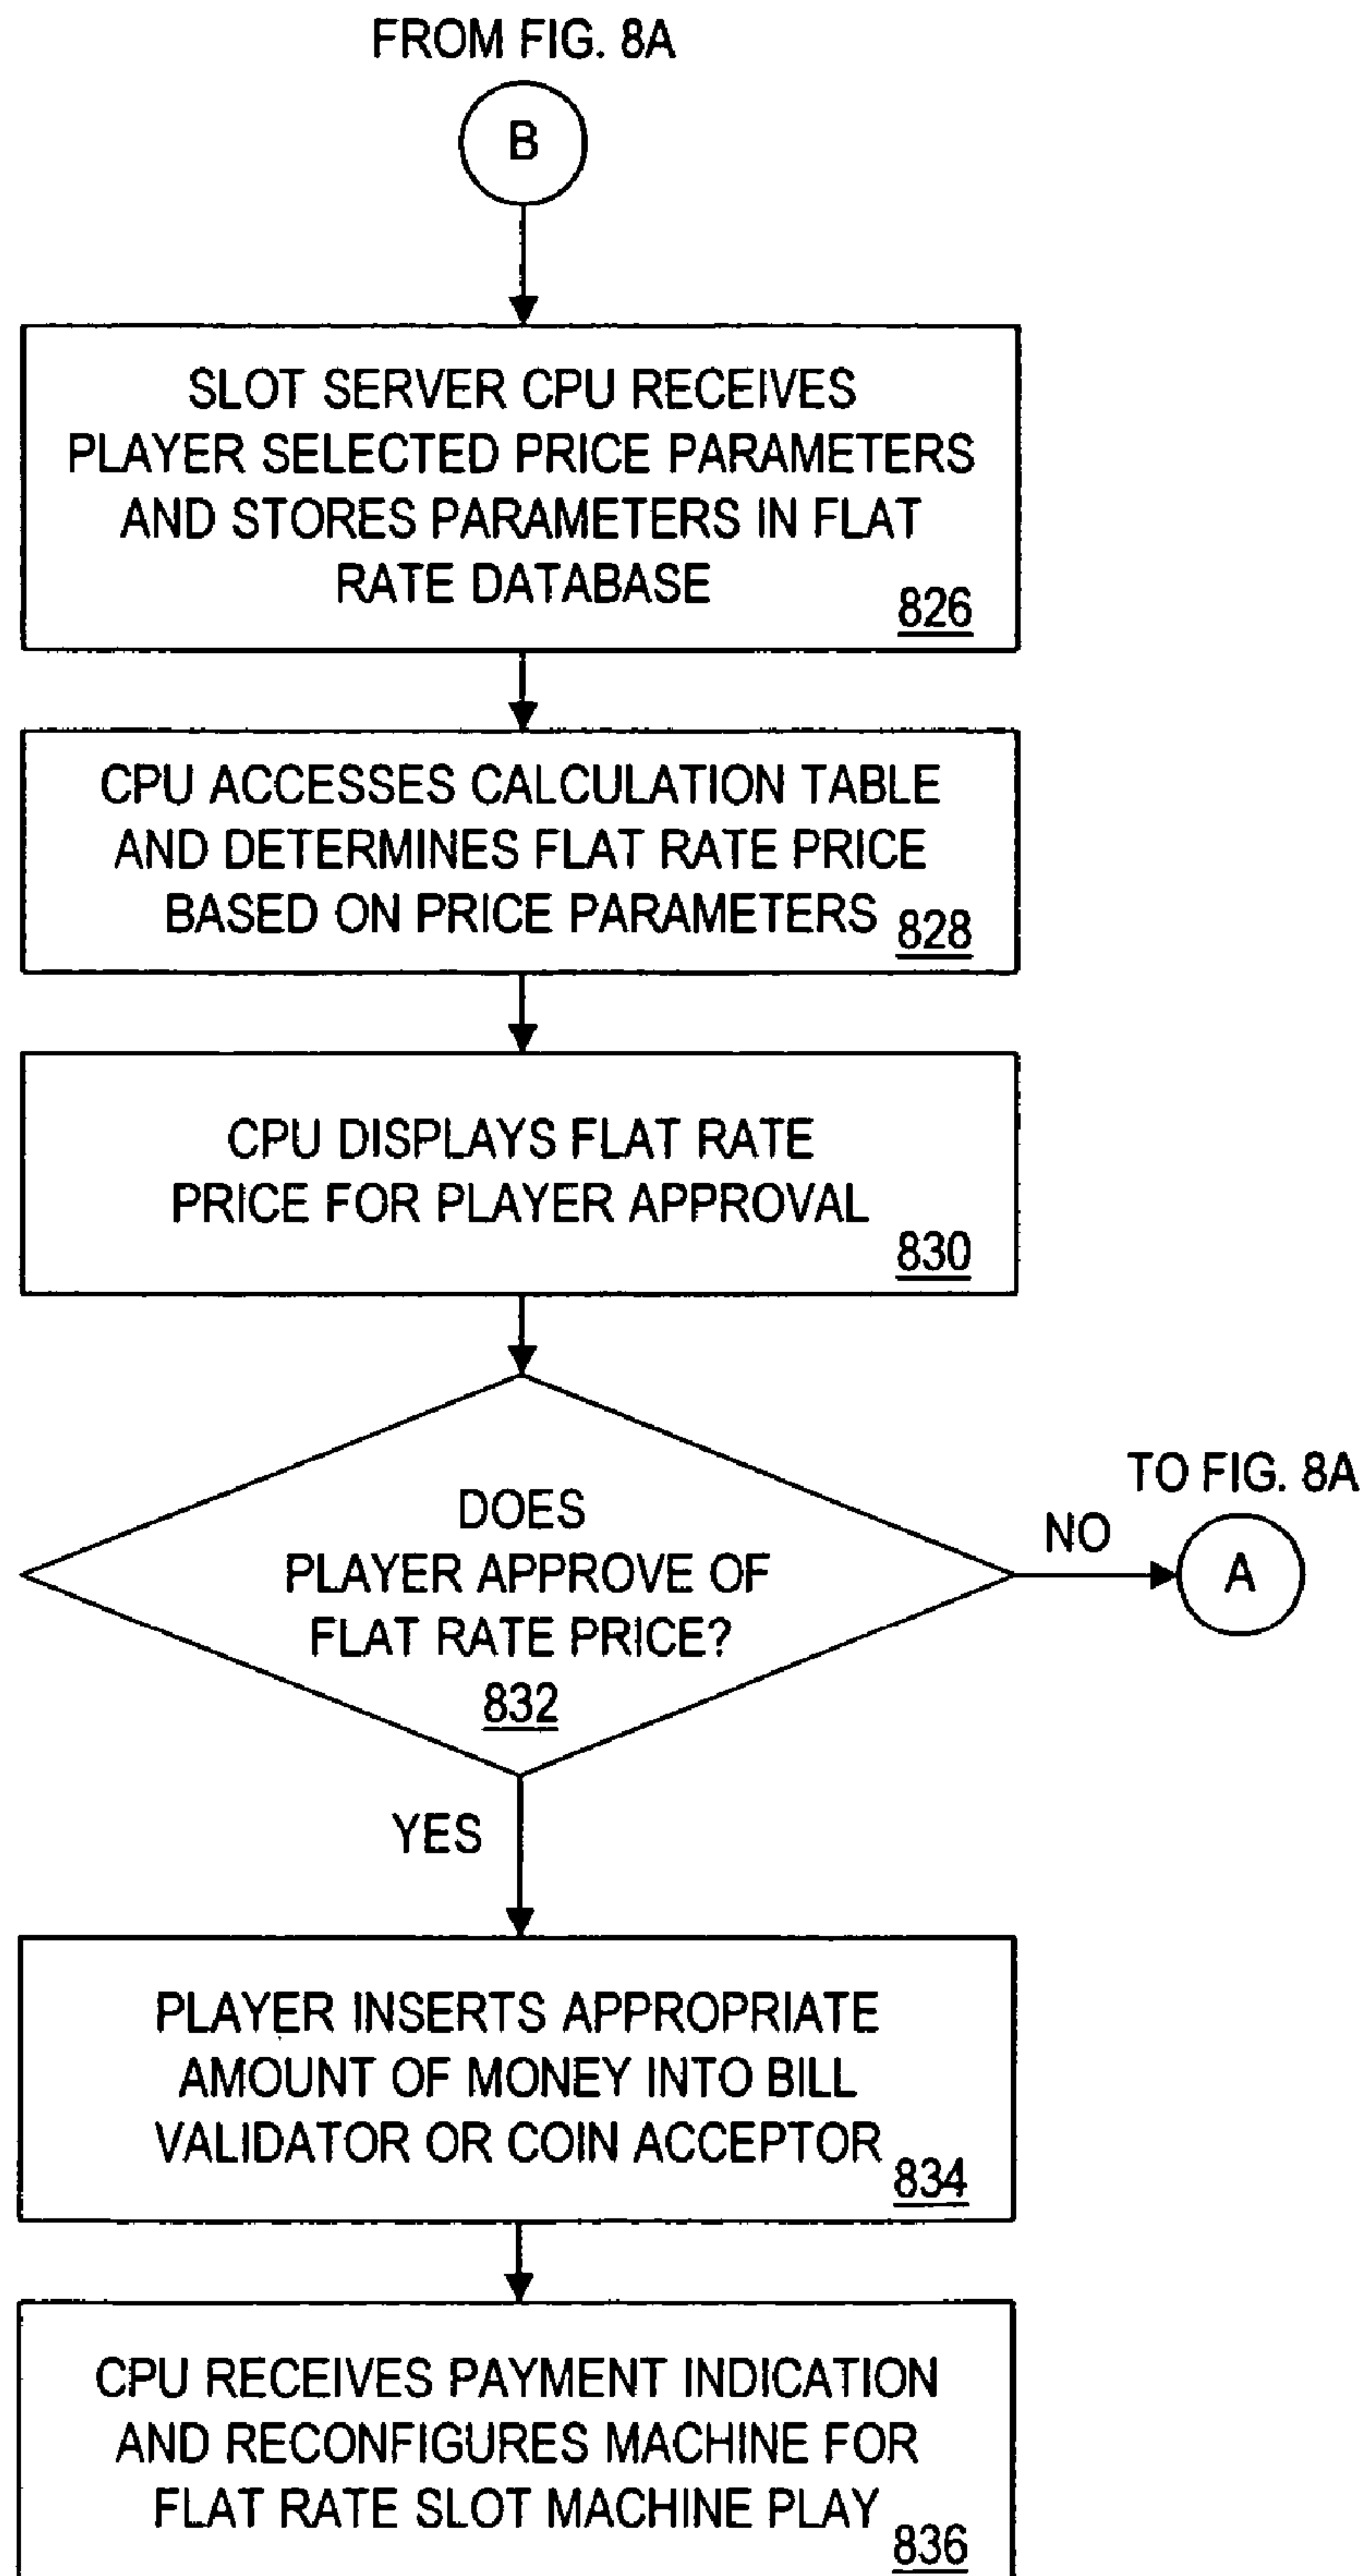 FROM FIG. 8A
B
SLOT SERVER CPU RECEIVES
PLAYER SELECTED PRICE PARAMETERS
AND STORES PARAMETERS IN FLAT
RATE DATABASE
826
CPU ACCESSES CALCULATION TABLE
AND DETERMINES FLAT RATE PRICE
BASED ON PRICE PARAMETERS
828
CPU DISPLAYS FLAT RATE
PRICE FOR PLAYER APPROVAL
830
DOES
PLAYER APPROVE OF
FLAT RATE PRICE?
832
NO
TO FIG. 8A
A
YES
PLAYER INSERTS APPROPRIATE
AMOUNT OF MONEY INTO BILL
VALIDATOR OR COIN ACCEPTOR
834
CPU RECEIVES PAYMENT INDICATION
AND RECONFIGURES MACHINE FOR
FLAT RATE SLOT MACHINE PLAY
836